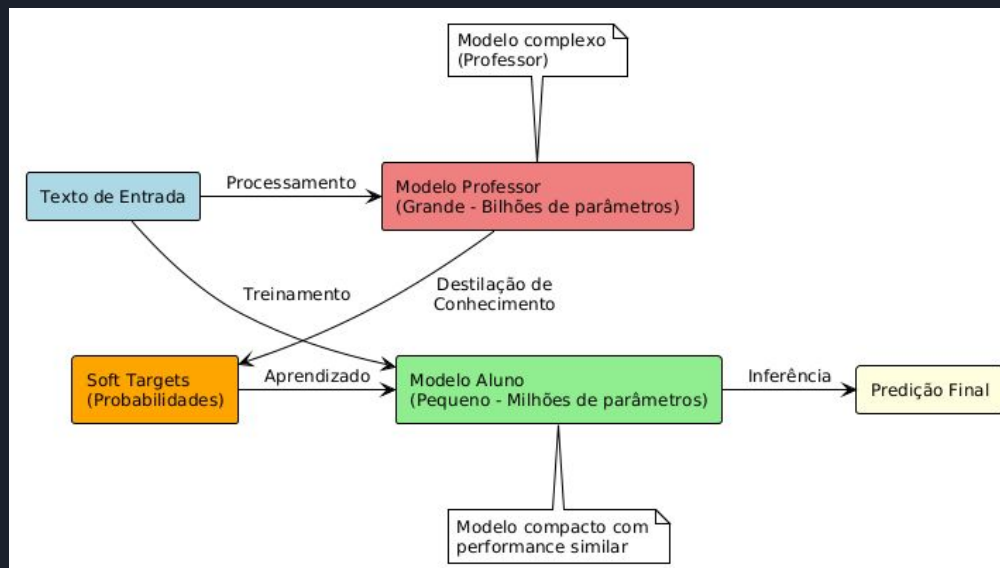 Modelo complexo
(Professor)
Texto de Entrada
Processamento
Modelo Professor
(Grande - Bilhões de parâmetros)
Treinamento
Destilação de
Conhecimento
Soft Targets
(Probabilidades)
Aprendizado
Modelo Aluno
(Pequeno - Milhões de parâmetros)
Inferência
Predição Final
Modelo compacto com
performance similar